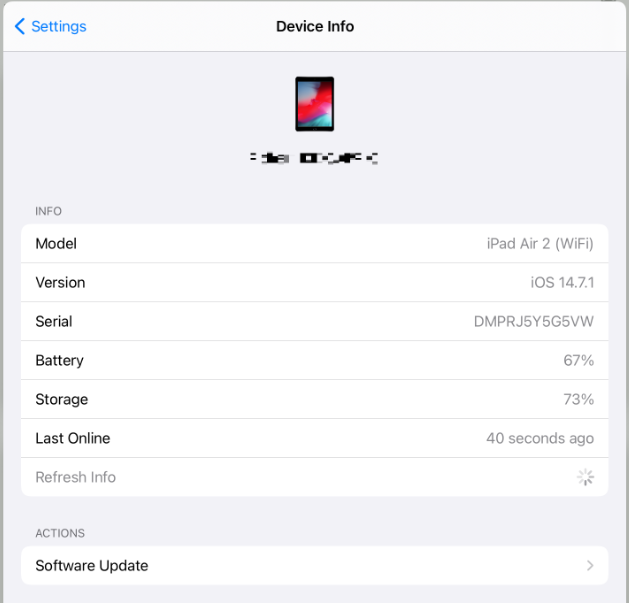 Settings
Device Info
INFO
Model iPad Air 2 (WiFi)
Version iOS 14.7.1
Serial DMPRJ5Y5G5VW
Battery 67%
Storage 73%
Last Online 40 seconds ago
Refresh Info
ACTIONS
Software Update